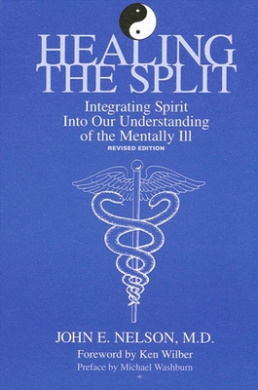 HEALING
THE SPLIT
Integrating Spirit
Into Our Understanding
of the Mentally Ill
REVISED EDITION
JOHN E. NELSON, M.D.
Foreword by Ken Wilber
Preface by Michael Washburn